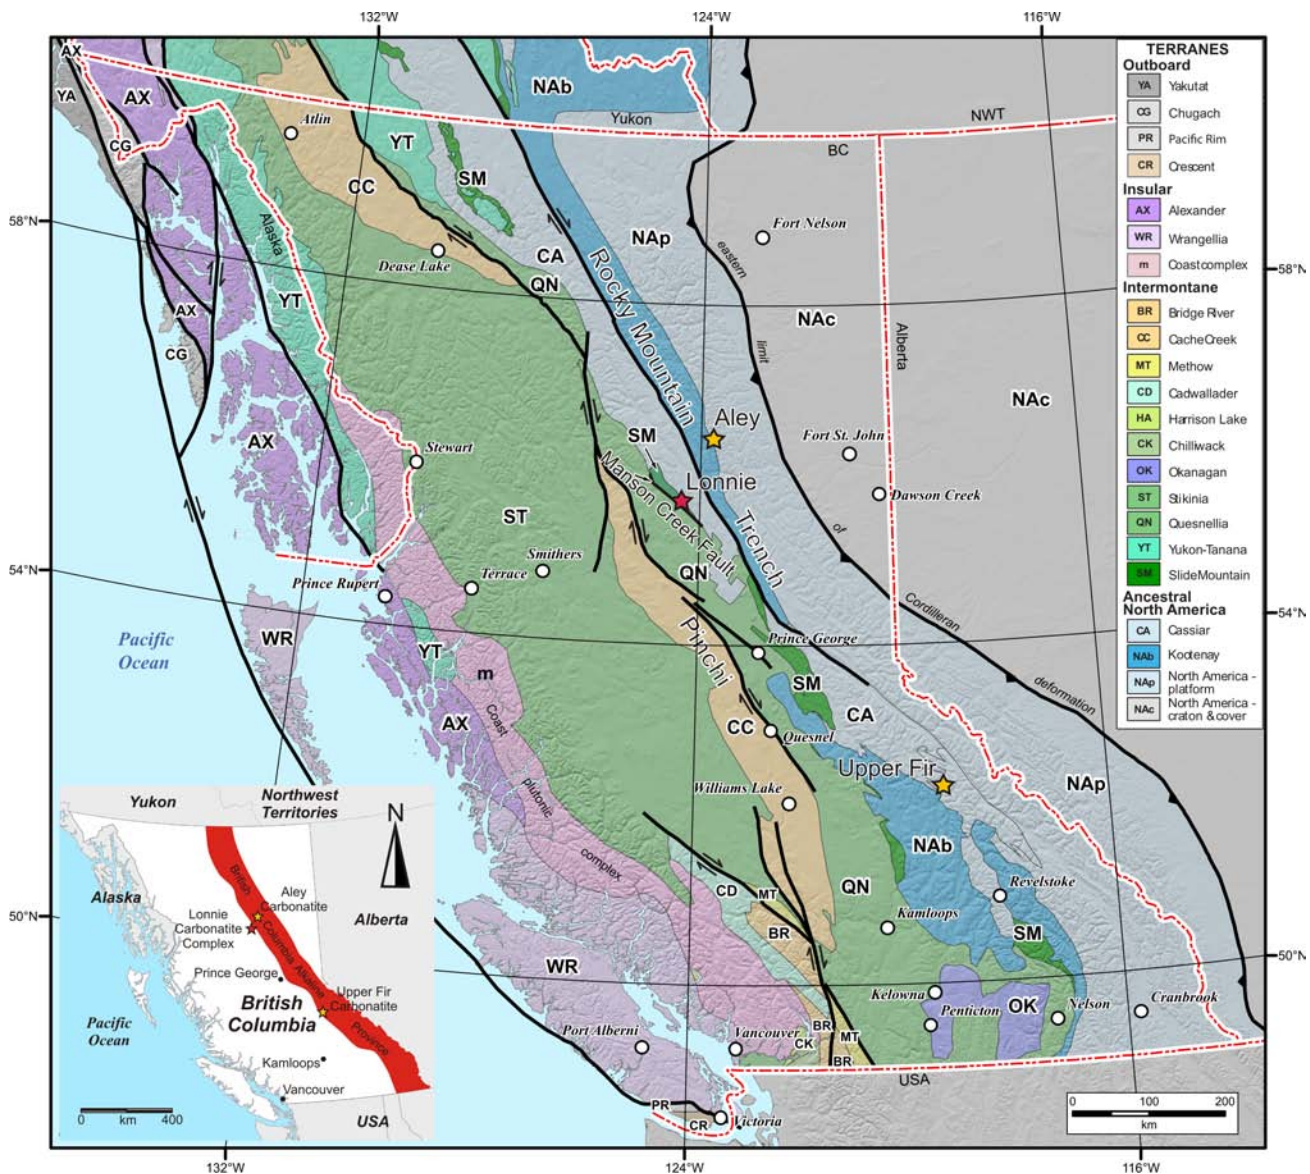 132°W
124°W
116°W
AX
YA
AX
CG
Atlin
YT
NAb
Yukon
NWT
BC
CC
SM
58°N
Alaska
Dease Lake
CA
QN
NAp
Fort Nelson
eastern
58°N
YT
AX
CG
Rocky Mountain
Trench
limit
NAc
Alberta
NAc
AX
Stewart
SM
Aley
Lonnie
Manson Creek Fault
Fort St. John
Dawson Creek
of
ST
Smithers
Terrace
54°N
Prince Rupert
QN
Pinchi
Prince George
Cordilleran
54°N
deformation
Pacific
Ocean
WR
YT
m
AX
Coast
plutonic
complex
SM
CA
CC
Quesnel
Upper Fir
NAp
Williams Lake
NAb
Revelstoke
QN
Kamloops
SM
CD
MT
BR
50°N
50°N
WR
Kelowna
Penticton
OK
Nelson
Cranbrook
Port Alberni
Vancouver
BR
CK
MT
BR
USA
PR
CR
Victoria
0 100 200
km
132°W
124°W
116°W
TERRANES
Outboard
YA Yakutat
CG Chugach
PR Pacific Rim
CR Crescent
Insular
AX Alexander
WR Wrangellia
m Coast complex
Intermontane
BR Bridge River
CC Cache Creek
MT Methow
CD Cadwallader
HA Harrison Lake
CK Chilliwack
OK Okanagan
ST Stikinia
QN Quesnellia
YT Yukon-Tanana
SM Slide Mountain
Ancestral
North America
CA Cassiar
NAb Kootenay
NAp North America -
platform
NAc North America -
craton & cover
Yukon
Northwest
Territories
N
Alaska
British
Columbia Alkaline
Province
Aley
Carbonatite
Lonnie
Carbonatite
Complex
Alberta
Prince George
British
Columbia
Upper Fir
Carbonatite
Pacific
Ocean
Kamloops
Vancouver
0 km 400
USA